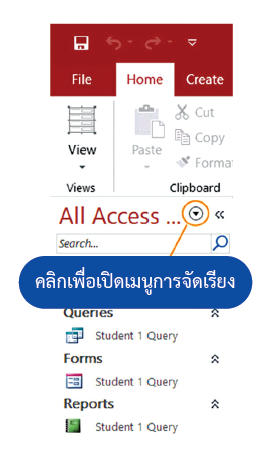 File Home Create
View
Paste
Cut
Copy
Forma
Views
Clipboard
All Access ...
Search...
คลิกเพื่อเปิดเมนูการจัดเรียง
Queries
Student 1 Query
Forms
Student 1 Query
Reports
Student 1 Query